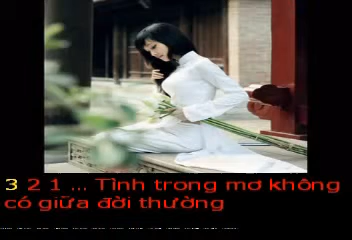 3 2 1 ... Tình trong mơ không
có giữa đời thường